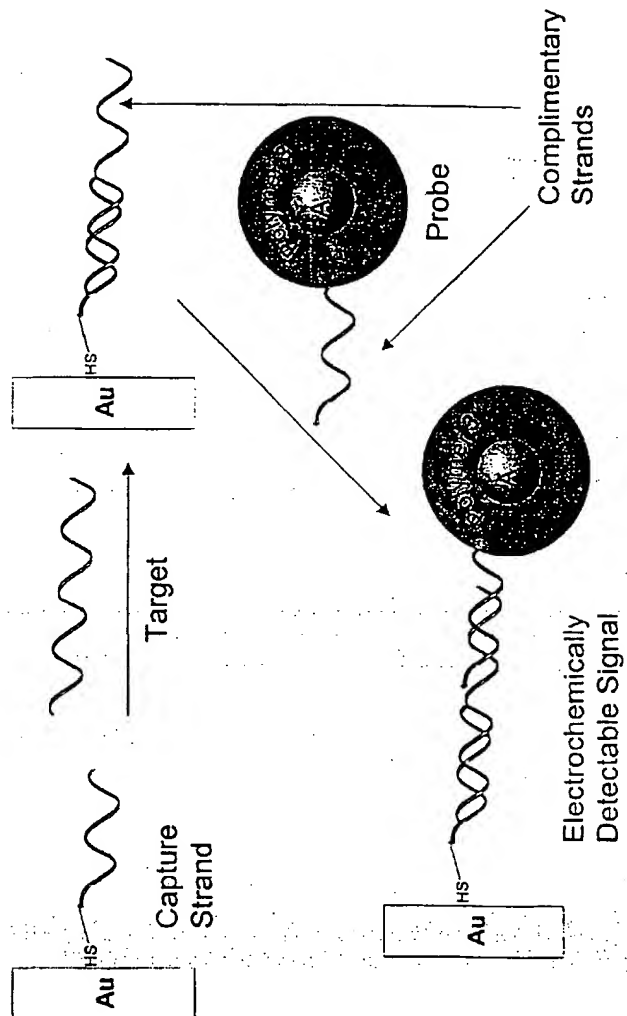 HS
Au
Capture
Strand
Target
HS
Au
Probe
Complimentary
Strands
HS
Au
Electrochemically
Detectable Signal